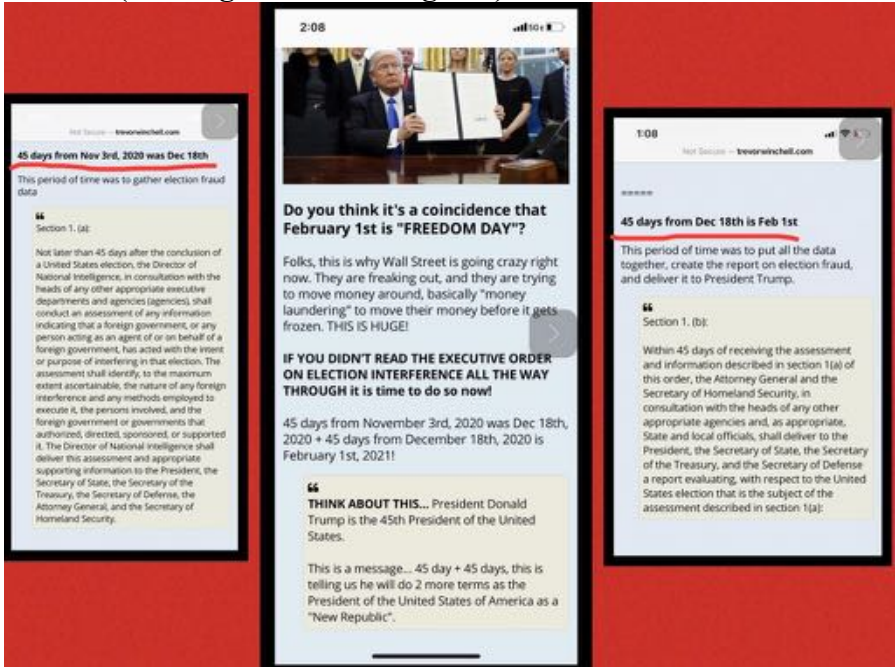 Not Secure — trevorwinchell.com
45 days from Nov 3rd, 2020 was Dec 18th
This period of time was to gather election fraud
data
Section 1. (a):
Not later than 45 days after the conclusion of
a United States election, the Director of
National Intelligence, in consultation with the
heads of any other appropriate executive
departments and agencies (agencies), shall
conduct an assessment of any information
indicating that a foreign government, or any
person acting as an agent of or on behalf of a
foreign government, has acted with the intent
or purpose of interfering in that election. The
assessment shall identify, to the maximum
extent ascertainable, the nature of any foreign
interference and any methods employed to
execute it, the persons involved, and the
foreign government or governments that
authorized, directed, sponsored, or supported
it. The Director of National Intelligence shall
deliver this assessment and appropriate
supporting information to the President, the
Secretary of State, the Secretary of the
Treasury, the Secretary of Defense, the
Attorney General, and the Secretary of
Homeland Security.
2:08
5G
Do you think it's a coincidence that
February 1st is "FREEDOM DAY"?
Folks, this is why Wall Street is going crazy right
now. They are freaking out, and they are trying
to move money around, basically "money
laundering" to move their money before it gets
frozen. THIS IS HUGE!
IF YOU DIDN'T READ THE EXECUTIVE ORDER
ON ELECTION INTERFERENCE ALL THE WAY
THROUGH it is time to do so now!
45 days from November 3rd, 2020 was Dec 18th,
2020 + 45 days from December 18th, 2020 is
February 1st, 2021!
THINK ABOUT THIS... President Donald
Trump is the 45th President of the United
States.
This is a message... 45 day + 45 days, this is
telling us he will do 2 more terms as the
President of the United States of America as a
"New Republic".
1:08
Not Secure — trevorwinchell.com
=====
45 days from Dec 18th is Feb 1st
This period of time was to put all the data
together, create the report on election fraud,
and deliver it to President Trump.
Section 1. (b):
Within 45 days of receiving the assessment
and information described in section 1(a) of
this order, the Attorney General and the
Secretary of Homeland Security, in
consultation with the heads of any other
appropriate agencies and, as appropriate,
State and local officials, shall deliver to the
President, the Secretary of State, the Secretary
of the Treasury, and the Secretary of Defense
a report evaluating, with respect to the United
States election that is the subject of the
assessment described in section 1(a):